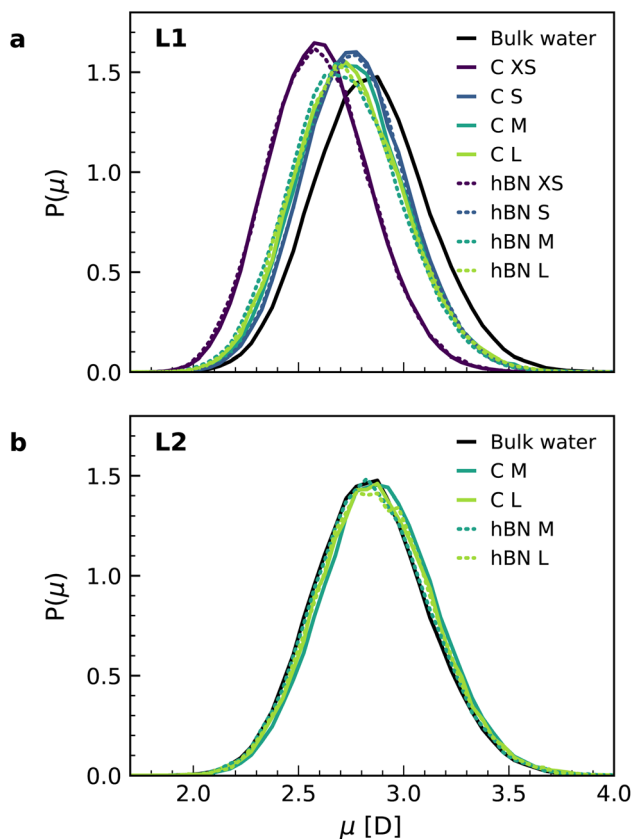 a
L1
Bulk water
C XS
C S
C M
C L
hBN XS
hBN S
hBN M
hBN L
P(μ)
1.5
1.0
0.5
0.0
b
L2
Bulk water
C M
C L
hBN M
hBN L
P(μ)
1.5
1.0
0.5
0.0
2.0 2.5 3.0 3.5 4.0
μ [D]